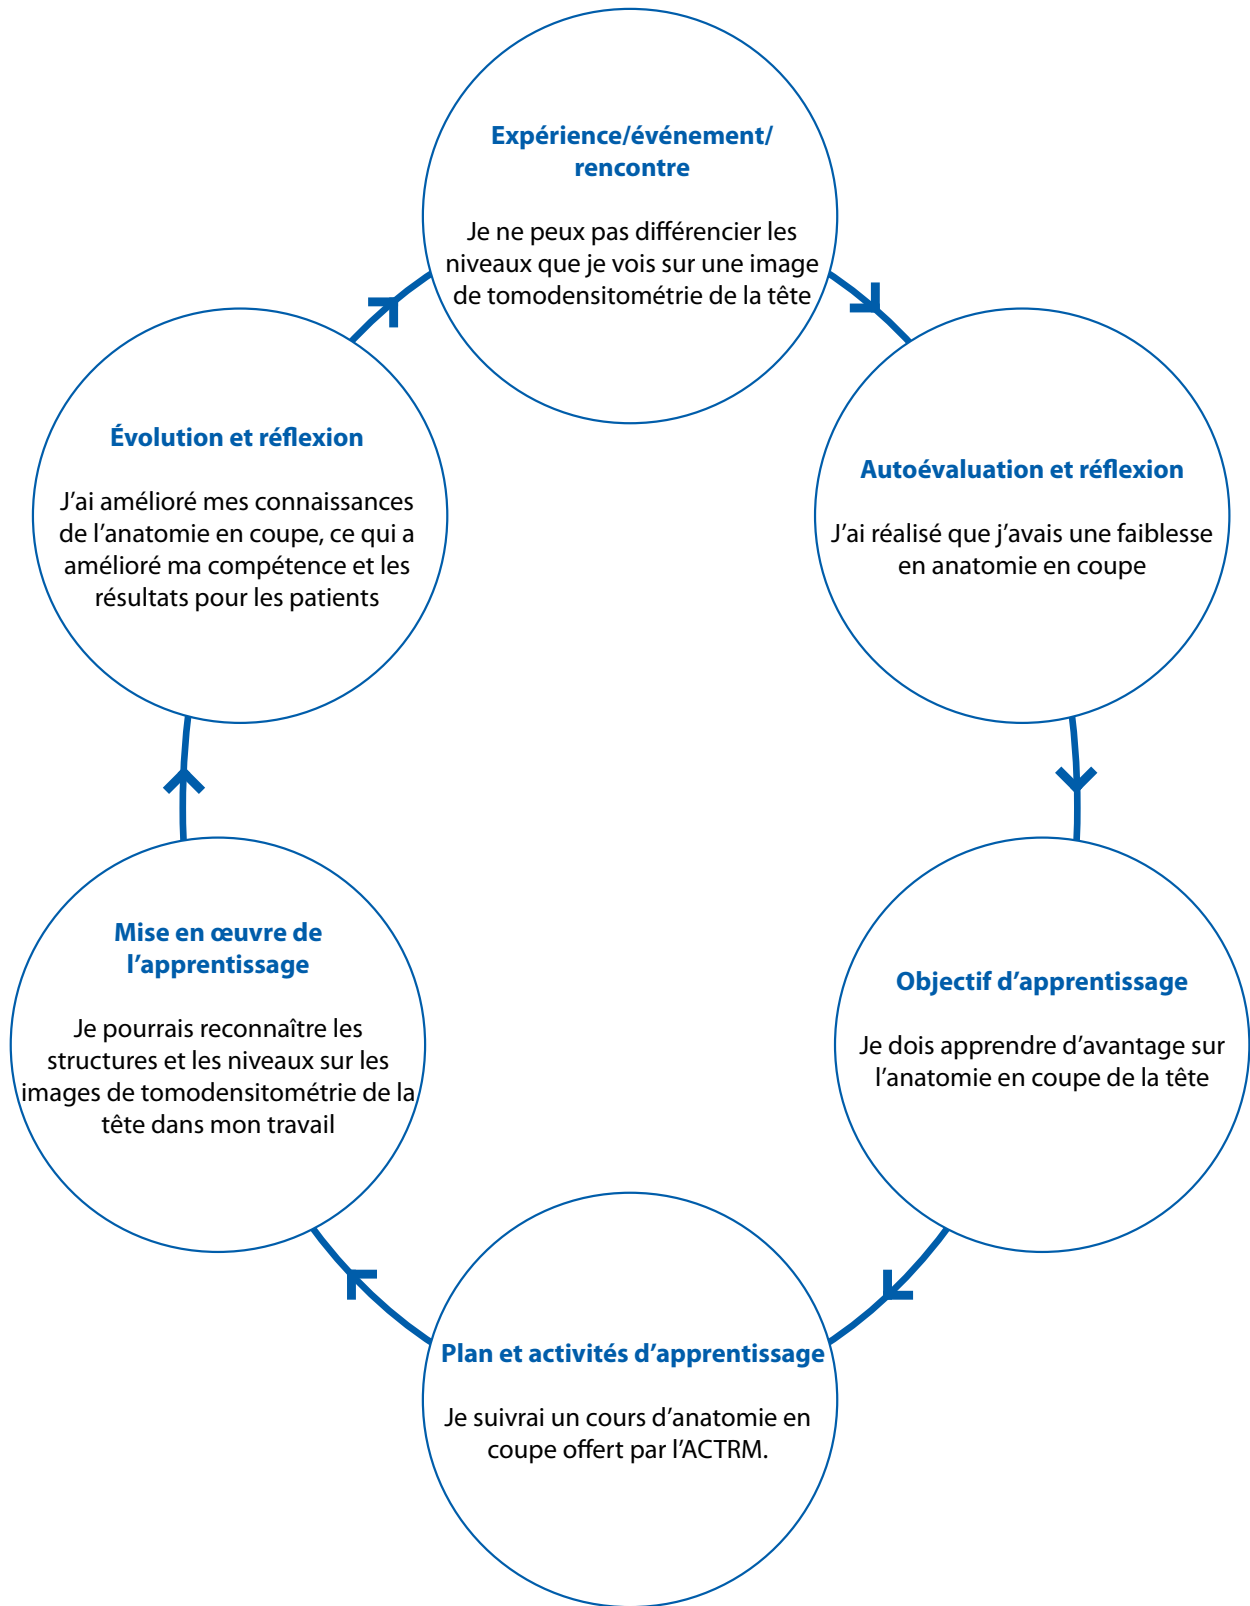 Expérience/événement/
rencontre
Je ne peux pas différencier les
niveaux que je vois sur une image
de tomodensitométrie de la tête
Autoévaluation et réflexion
J’ai réalisé que j’avais une faiblesse
en anatomie en coupe
Objectif d’apprentissage
Je dois apprendre d’avantage sur
l’anatomie en coupe de la tête
Plan et activités d’apprentissage
Je suivrai un cours d’anatomie en
coupe offert par l’ACTRM.
Mise en œuvre de
l’apprentissage
Je pourrais reconnaître les
structures et les niveaux sur les
images de tomodensitométrie de la
tête dans mon travail
Évolution et réflexion
J’ai amélioré mes connaissances
de l’anatomie en coupe, ce qui a
amélioré ma compétence et les
résultats pour les patients